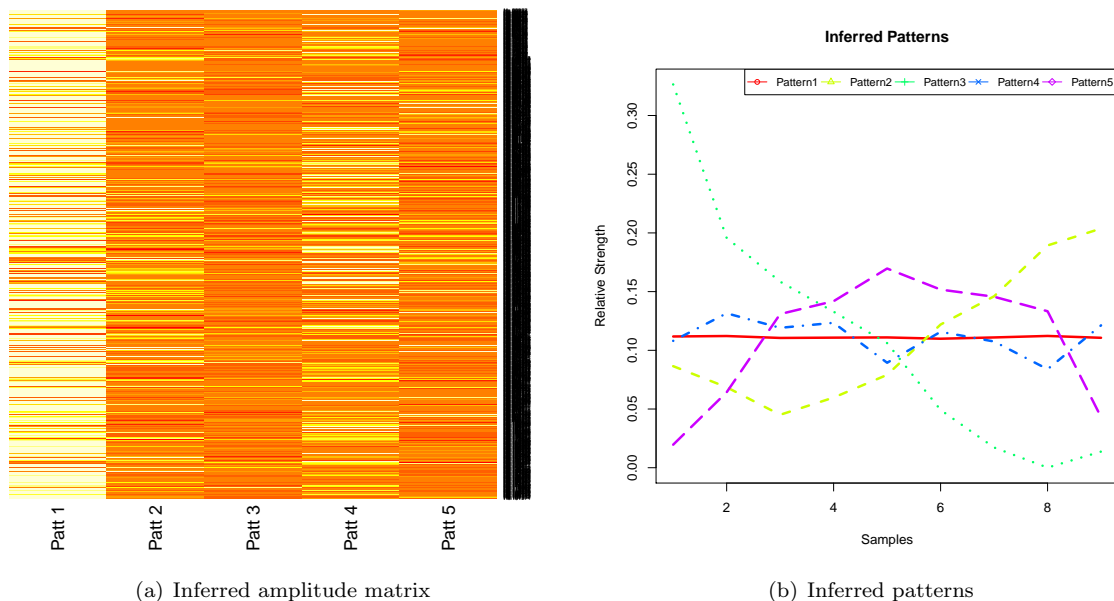 Patt 1
Patt 2
Patt 3
Patt 4
Patt 5
(a) Inferred amplitude matrix
Inferred Patterns
Pattern1 Pattern2 Pattern3 Pattern4 Pattern5
Relative Strength
0.30
0.25
0.20
0.15
0.10
0.05
0.00
2 4 6 8
Samples
(b) Inferred patterns